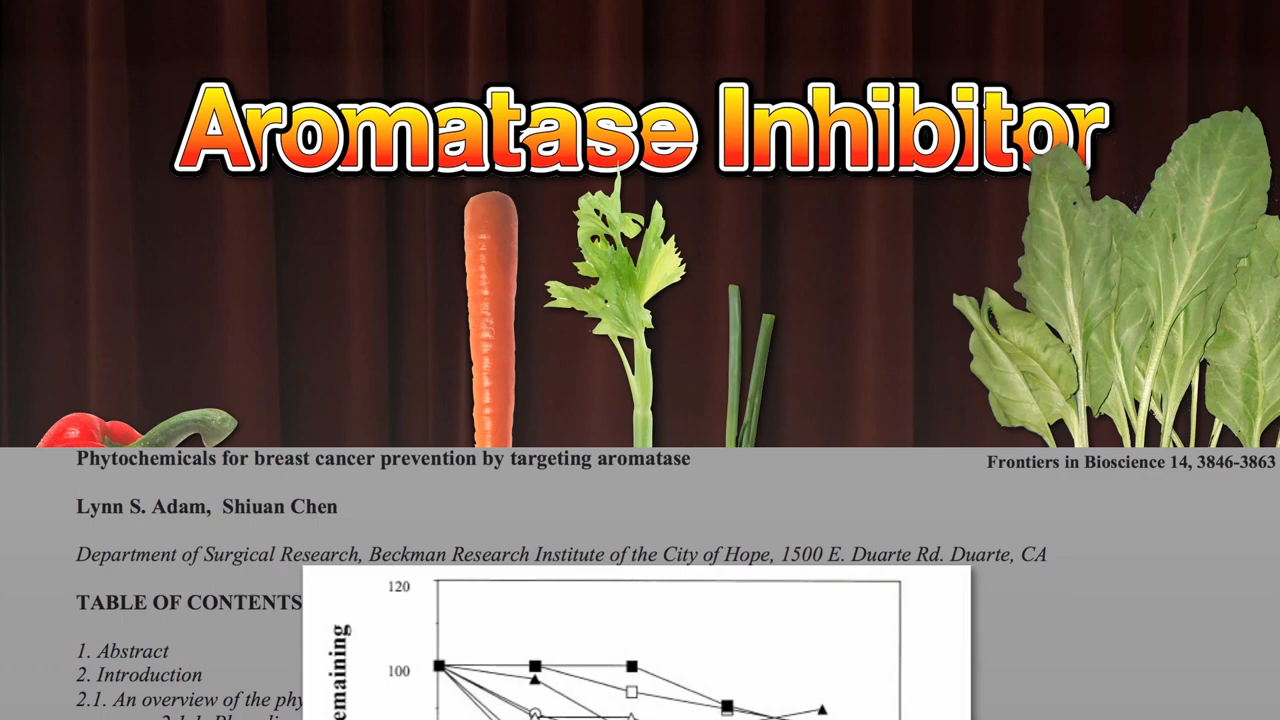 Aromatase Inhibitor
Phytochemicals for breast cancer prevention by targeting aromatase
Frontiers in Bioscience 14, 3846-3863
Lynn S. Adam, Shiuan Chen
Department of Surgical Research, Beckman Research Institute of the City of Hope, 1500 E. Duarte Rd. Duarte, CA
TABLE OF CONTENTS
1. Abstract
2. Introduction
2.1. An overview of the phy
120
100
emaining